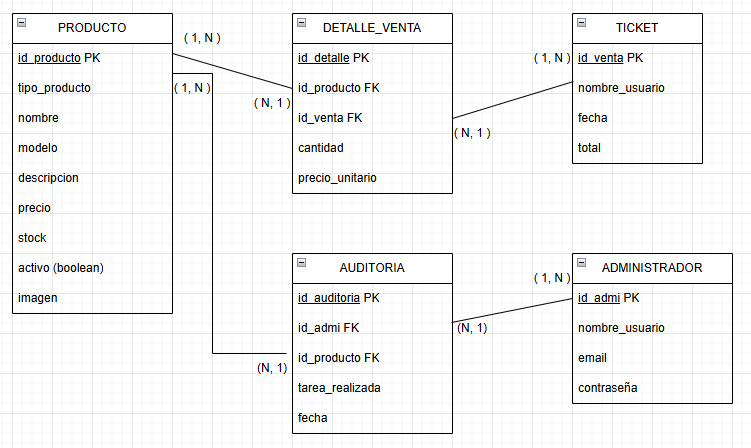 PRODUCTO
id_producto PK
tipo_producto
nombre
modelo
descripcion
precio
stock
activo (boolean)
imagen
( 1, N )
( 1, N )
( N, 1 )
DETALLE_VENTA
id_detalle PK
id_producto FK
id_venta FK
cantidad
precio_unitario
( 1, N )
( N, 1 )
TICKET
id_venta PK
nombre_usuario
fecha
total
(N, 1)
AUDITORIA
id_auditoria PK
id_admi FK
id_producto FK
tarea_realizada
fecha
( 1, N )
(N, 1)
ADMINISTRADOR
id_admi PK
nombre_usuario
email
contraseña